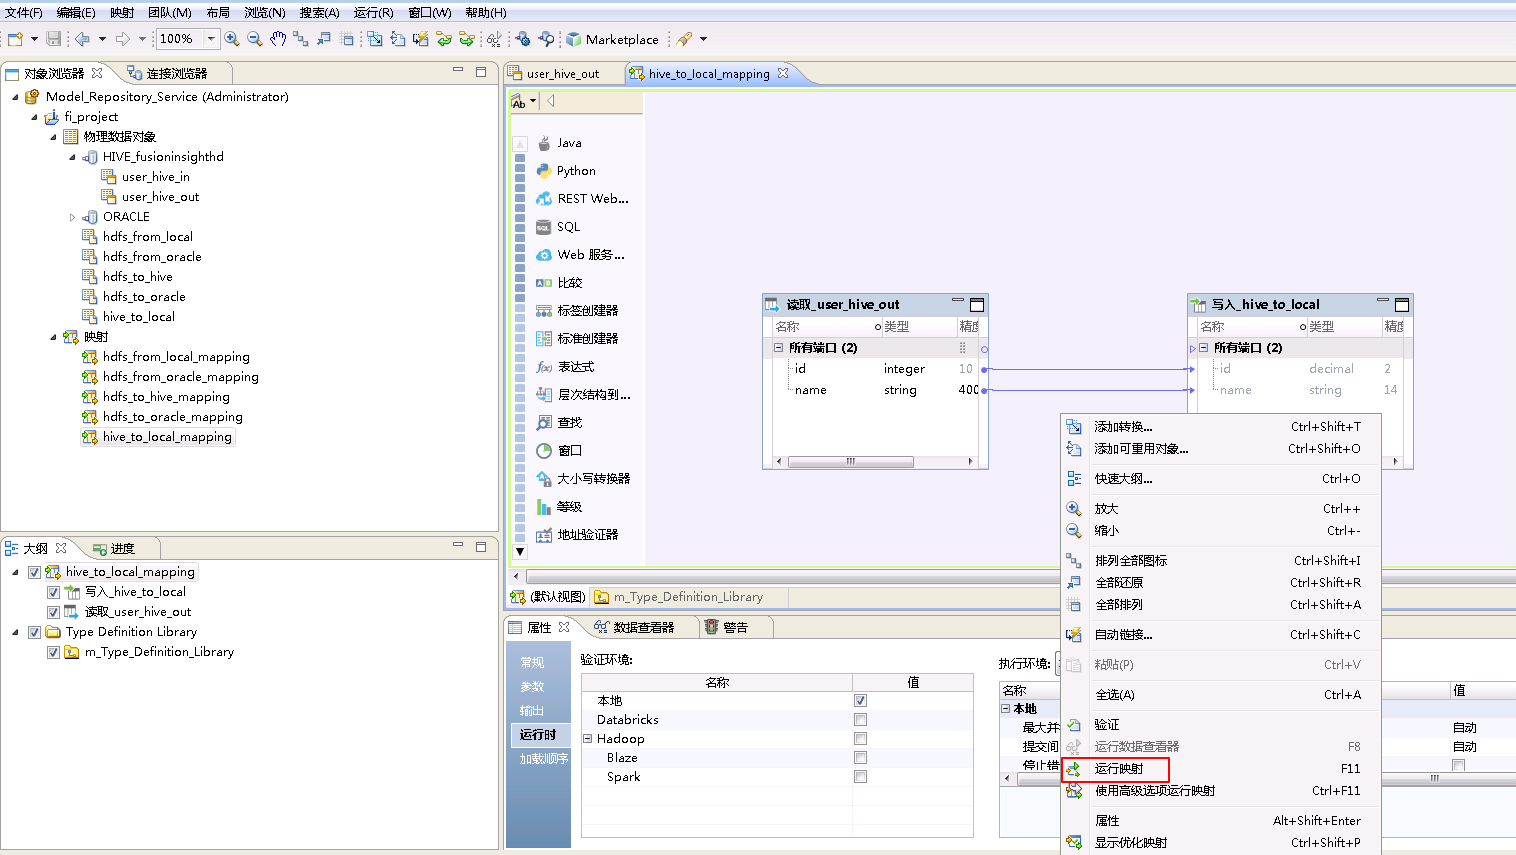 文件(F) 编辑(E) 映射 团队(M) 布局 浏览(N) 搜索(A) 运行(R) 窗口(W) 帮助(H)
100% Marketplace
对象浏览器 连接浏览器
Model_Repository_Service (Administrator)
fi_project
物理数据对象
HIVE_fusioninsighthd
user_hive_in
user_hive_out
ORACLE
hdfs_from_local
hdfs_from_oracle
hdfs_to_hive
hdfs_to_oracle
hive_to_local
映射
hdfs_from_local_mapping
hdfs_from_oracle_mapping
hdfs_to_hive_mapping
hdfs_to_oracle_mapping
hive_to_local_mapping
大纲 进度
hive_to_local_mapping
写入_hive_to_local
读取_user_hive_out
Type Definition Library
m_Type_Definition_Library
user_hive_out hive_to_local_mapping
Ab
Java
Python
REST Web...
SQL
Web 服务...
比较
标签创建器
标准创建器
表达式
层次结构到...
查找
窗口
大小写转换器
等级
地址验证器
读取_user_hive_out
名称 类型 精度
所有端口 (2)
id integer 10
name string 400
写入_hive_to_local
名称 类型 精度
所有端口 (2)
id decimal 2
name string 14
(默认视图) m_Type_Definition_Library
属性 数据查看器 警告
常规
参数
输出
运行时
加载顺序
验证环境:
名称 值
本地
Databricks
Hadoop
Blaze
Spark
执行环境:
名称 值
本地
最大并 自动
提交间 自动
停止错
添加转换... Ctrl+Shift+T
添加可重用对象... Ctrl+Shift+O
快速大纲... Ctrl+O
放大 Ctrl++
缩小 Ctrl+-
排列全部图标 Ctrl+Shift+I
全部还原 Ctrl+Shift+R
全部排列 Ctrl+Shift+A
自动链接... Ctrl+Shift+C
粘贴(P) Ctrl+V
全选(A) Ctrl+A
验证
运行数据查看器 F8
运行映射 F11
使用高级选项运行映射 Ctrl+F11
属性 Alt+Shift+Enter
显示优化映射 Ctrl+Shift+P